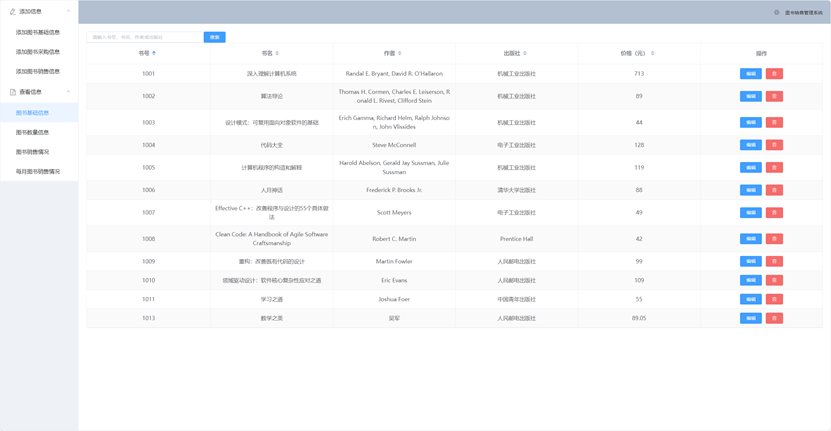 添加信息
图书销售管理系统
添加图书基础信息
添加图书采购信息
添加图书销售信息
查看信息
图书基础信息
图书数量信息
图书销售情况
每月图书销售情况
请输入书号、书名、作者或出版社
搜索
书号 书名 作者 出版社 价格（元） 操作
1001 深入理解计算机系统 Randal E. Bryant, David R. O'Hallaron 机械工业出版社 713 编辑
1002 算法导论 Thomas H. Cormen, Charles E. Leiserson, R
onald L. Rivest, Clifford Stein 机械工业出版社 89 编辑
1003 设计模式：可复用面向对象软件的基础 Erich Gamma, Richard Helm, Ralph Johnso
n, John Vlissides 机械工业出版社 44 编辑
1004 代码大全 Steve McConnell 电子工业出版社 128 编辑
1005 计算机程序的构造和解释 Harold Abelson, Gerald Jay Sussman, Julie
Sussman 机械工业出版社 119 编辑
1006 人月神话 Frederick P. Brooks Jr. 清华大学出版社 88 编辑
1007 Effective C++：改善程序与设计的55个具体做
法 Scott Meyers 电子工业出版社 49 编辑
1008 Clean Code: A Handbook of Agile Software
Craftsmanship Robert C. Martin Prentice Hall 42 编辑
1009 重构：改善既有代码的设计 Martin Fowler 人民邮电出版社 99 编辑
1010 领域驱动设计：软件核心复杂性应对之道 Eric Evans 人民邮电出版社 109 编辑
1011 学习之道 Joshua Foer 中国青年出版社 55 编辑
1013 数学之美 吴军 人民邮电出版社 89.05 编辑